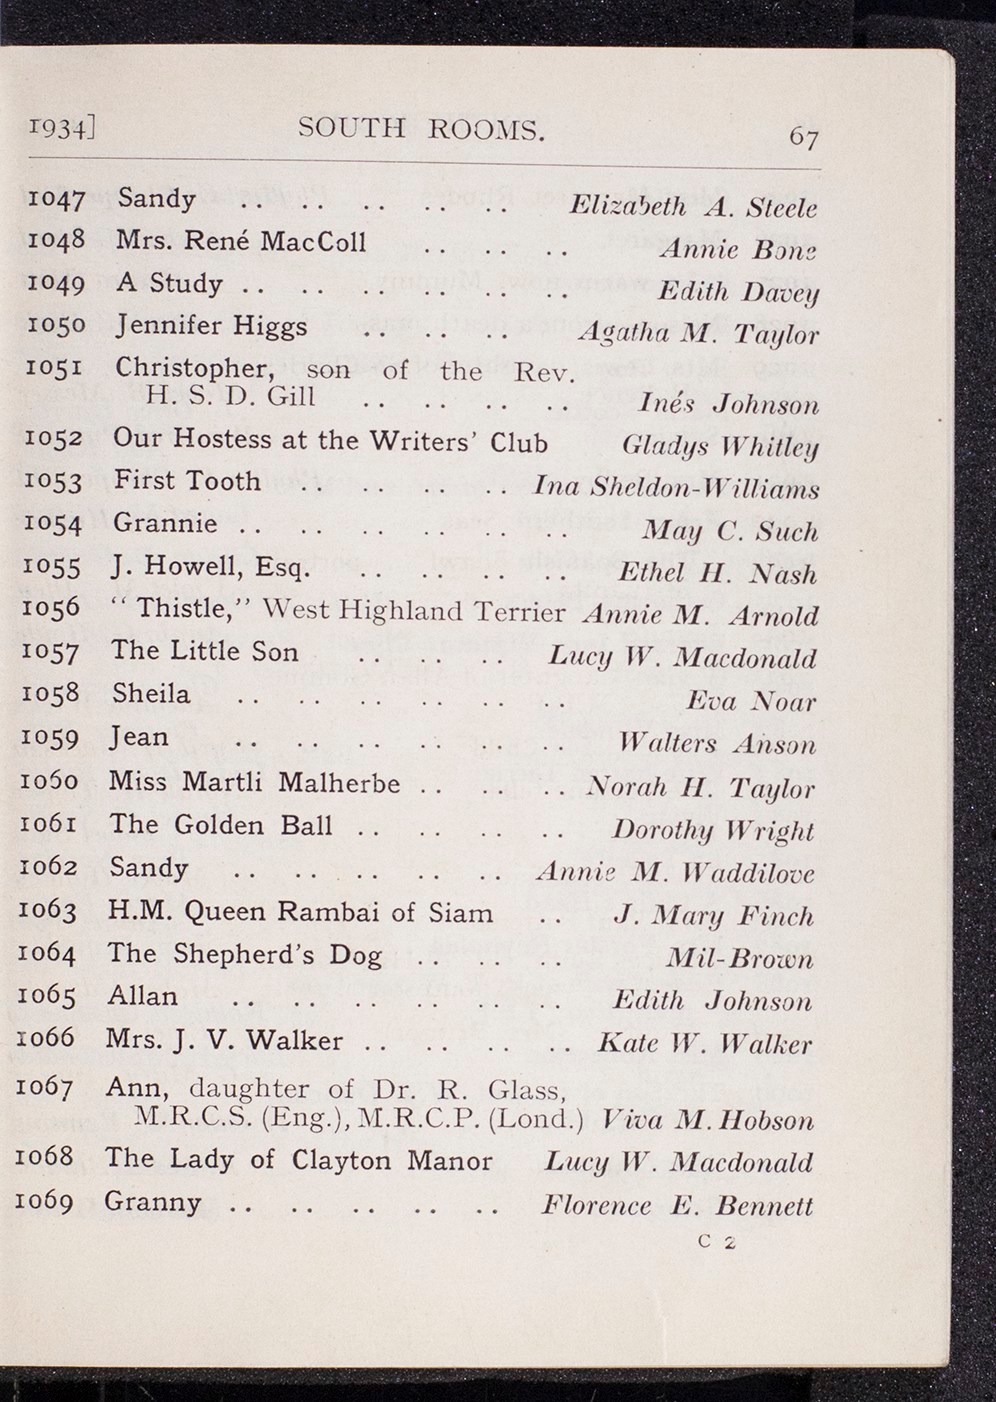 1934] SOUTH ROOMS. 67
1047 Sandy .. .. .. .. .. Elizabeth A. Steele
1048 Mrs. René MacColl .. .. .. Annie Bone
1049 A Study .. .. .. .. .. .. Edith Davey
1050 Jennifer Higgs .. .. .. Agatha M. Taylor
1051 Christopher, son of the Rev.
H. S. D. Gill .. .. .. .. Inés Johnson
1052 Our Hostess at the Writers' Club Gladys Whitley
1053 First Tooth .. .. .. .. Ina Sheldon-Williams
1054 Grannie .. .. .. .. .. .. May C. Such
1055 J. Howell, Esq. .. .. .. .. Ethel H. Nash
1056 “Thistle,” West Highland Terrier Annie M. Arnold
1057 The Little Son .. .. .. Lucy W. Macdonald
1058 Sheila .. .. .. .. .. .. Eva Noar
1059 Jean .. .. .. .. .. .. Walters Anson
1060 Miss Martli Malherbe .. .. .. Norah H. Taylor
1061 The Golden Ball .. .. .. .. Dorothy Wright
1062 Sandy .. .. .. .. .. Annie M. Waddilove
1063 H.M. Queen Rambai of Siam .. J. Mary Finch
1064 The Shepherd's Dog .. .. .. Mil-Brown
1065 Allan .. .. .. .. .. .. Edith Johnson
1066 Mrs. J. V. Walker .. .. .. .. Kate W. Walker
1067 Ann, daughter of Dr. R. Glass,
M.R.C.S. (Eng.), M.R.C.P. (Lond.) Viva M. Hobson
1068 The Lady of Clayton Manor Lucy W. Macdonald
1069 Granny .. .. .. .. .. Florence E. Bennett
C 2